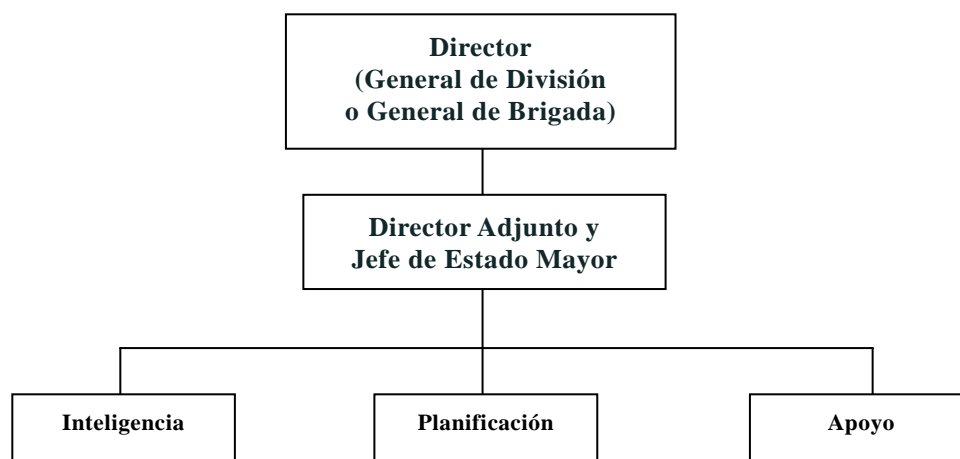 Director
(General de División
o General de Brigada)
Director Adjunto y
Jefe de Estado Mayor
Inteligencia
Planificación
Apoyo